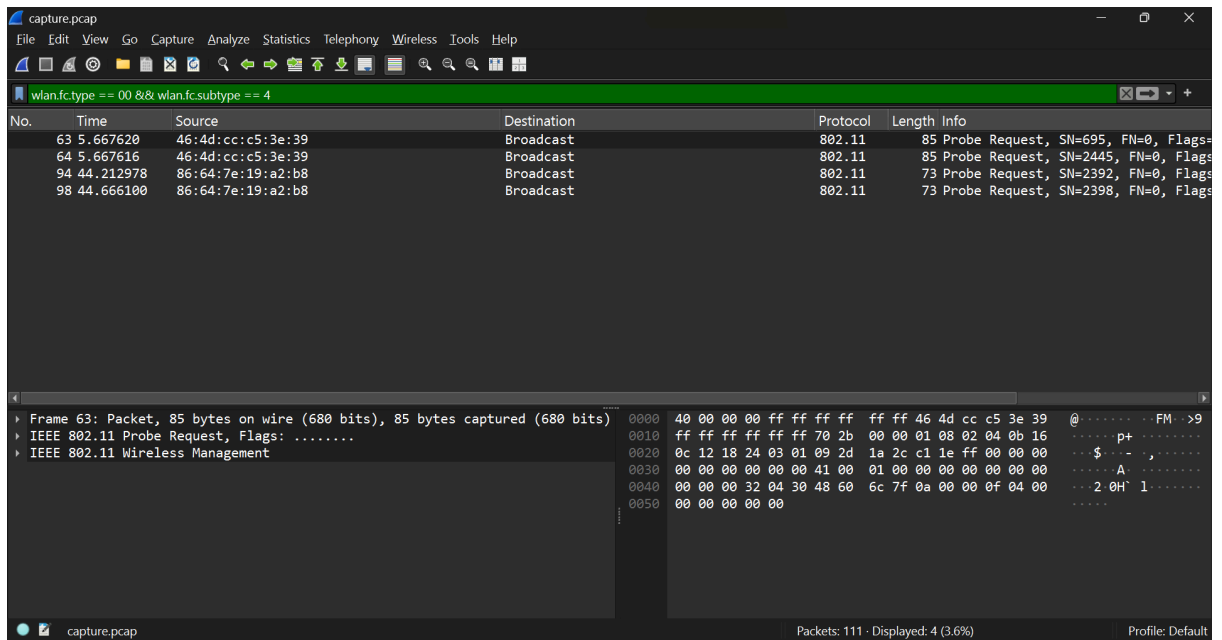 capture.pcap
File Edit View Go Capture Analyze Statistics Telephony Wireless Tools Help
wlan.fc.type == 00 && wlan.fc.subtype == 4
No. Time Source Destination Protocol Length Info
63 5.667620 46:4d:cc:c5:3e:39 Broadcast 802.11 85 Probe Request, SN=695, FN=0, Flags=
64 5.667616 46:4d:cc:c5:3e:39 Broadcast 802.11 85 Probe Request, SN=2445, FN=0, Flags
94 44.212978 86:64:7e:19:a2:b8 Broadcast 802.11 73 Probe Request, SN=2392, FN=0, Flags
98 44.666100 86:64:7e:19:a2:b8 Broadcast 802.11 73 Probe Request, SN=2398, FN=0, Flags
Frame 63: Packet, 85 bytes on wire (680 bits), 85 bytes captured (680 bits)
IEEE 802.11 Probe Request, Flags: ........
IEEE 802.11 Wireless Management
0000 40 00 00 00 ff ff ff ff ff ff 46 4d cc c5 3e 39 @······· ··FM··>9
0010 ff ff ff ff ff ff 70 2b 00 00 01 08 02 04 0b 16 ······p+ ········
0020 0c 12 18 24 03 01 09 2d 1a 2c c1 1e ff 00 00 00 ···$···- ·,······
0030 00 00 00 00 00 00 41 00 01 00 00 00 00 00 00 00 ······A· ········
0040 00 00 00 32 04 30 48 60 6c 7f 0a 00 00 0f 04 00 ···2·0H` l·······
0050 00 00 00 00 00 ·····
capture.pcap Packets: 111 · Displayed: 4 (3.6%) Profile: Default